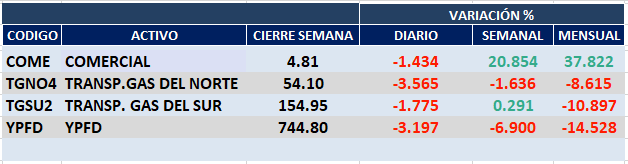 VARIACIÓN %
CODIGO ACTIVO CIERRE SEMANA DIARIO SEMANAL MENSUAL
COME COMERCIAL 4.81 -1.434 20.854 37.822
TGNO4 TRANSP.GAS DEL NORTE 54.10 -3.565 -1.636 -8.615
TGSU2 TRANSP. GAS DEL SUR 154.95 -1.775 0.291 -10.897
YPFD YPFD 744.80 -3.197 -6.900 -14.528